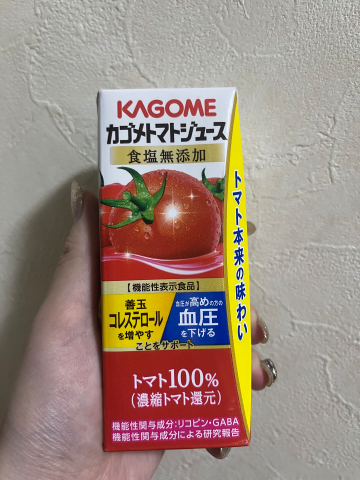 KAGOME
カゴメトマトジュース
食塩無添加
トマト本来の味わい
【機能性表示食品】
善玉
コレステロール
を増やす
血圧が高めの方の
血圧
を下げる
ことをサポート
トマト100%
(濃縮トマト還元)
機能性関与成分:リコピン・GABA
機能性関与成分による研究報告